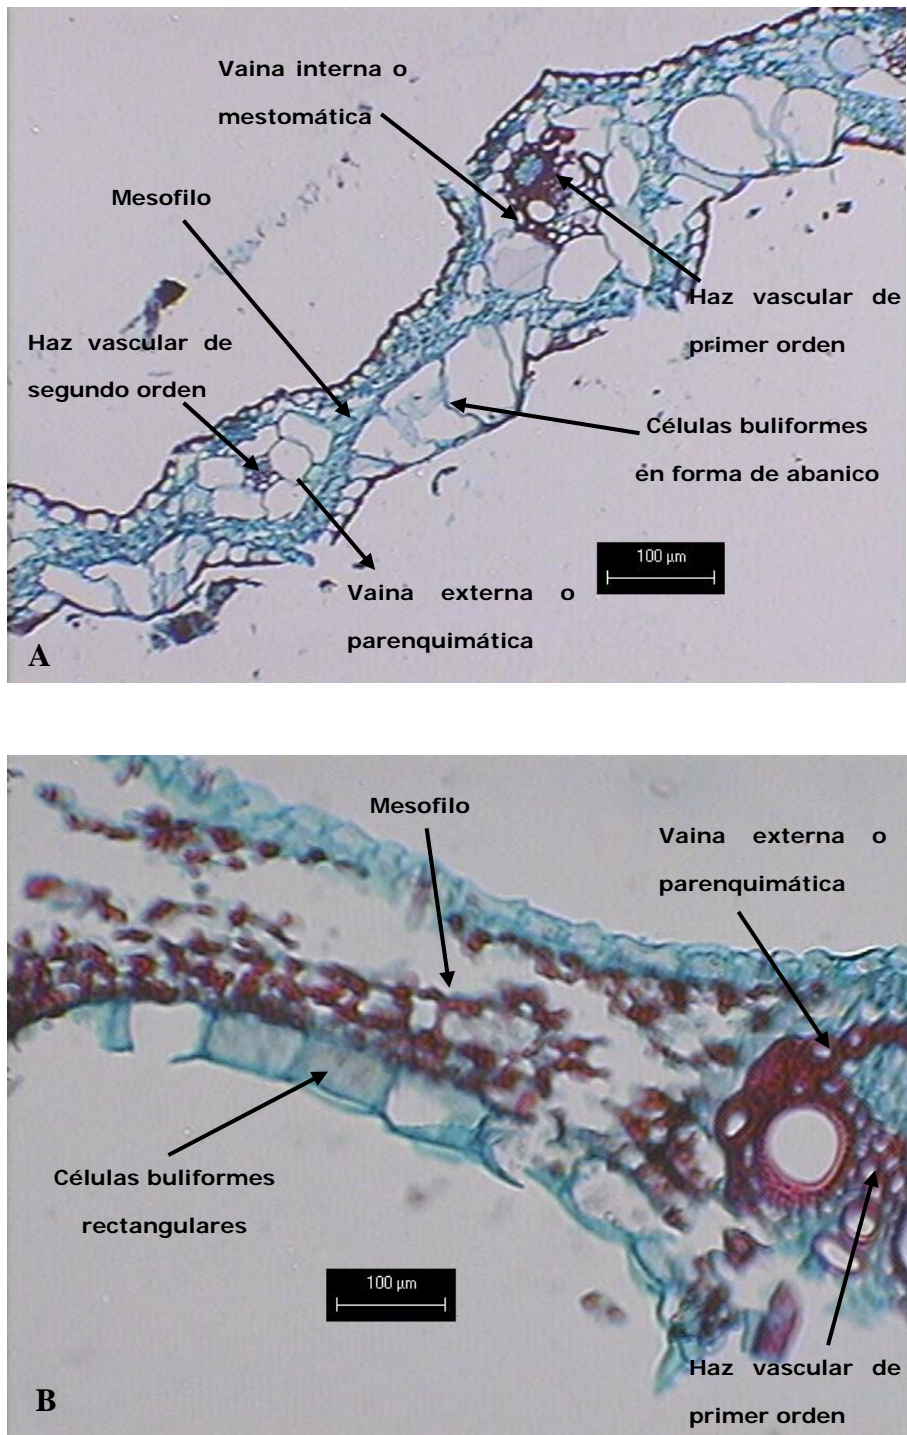 Vaina interna o
mestomática
Mesofilo
Haz vascular de
primer orden
Haz vascular de
segundo orden
Células buliformes
en forma de abanico
100 µm
Vaina externa o
parenquimática
A
Mesofilo
Vaina externa o
parenquimática
Células buliformes
rectangulares
100 µm
Haz vascular de
primer orden
B